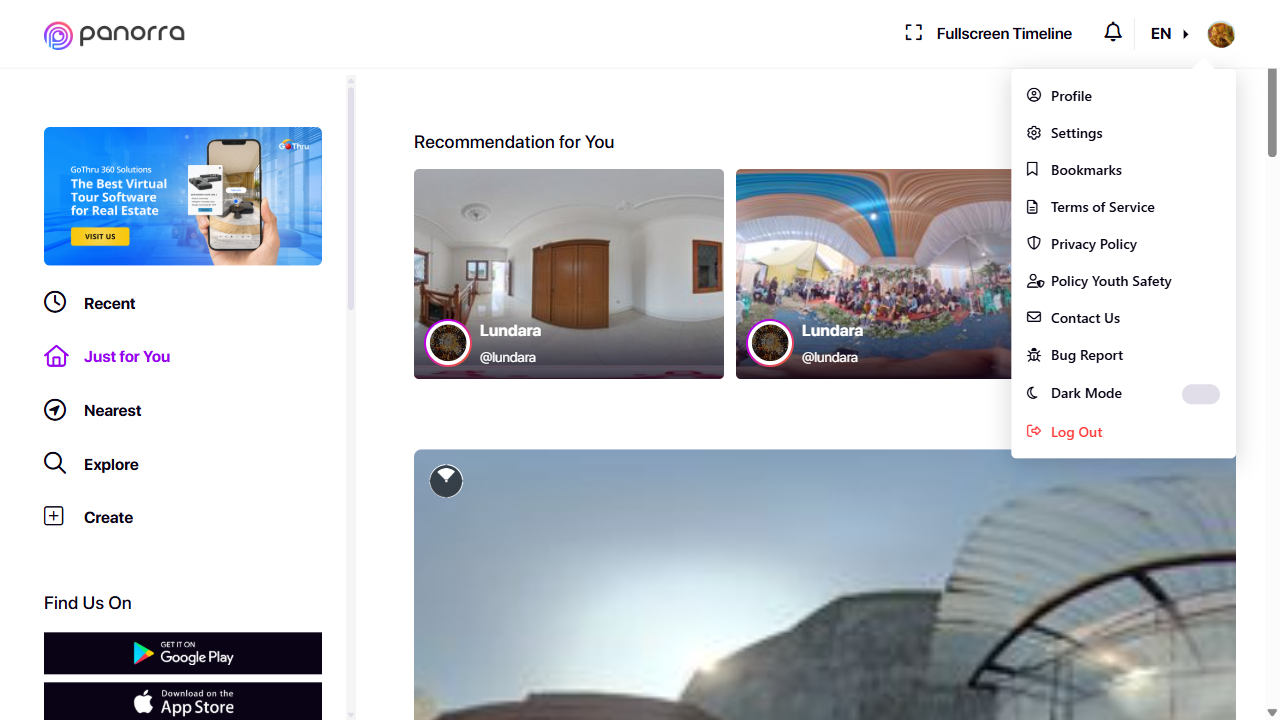 panorra
Fullscreen Timeline
EN
GoThru
GoThru 360 Solutions
The Best Virtual
Tour Software
for Real Estate
VISIT US
Recent
Just for You
Nearest
Explore
Create
Find Us On
GET IT ON
Google Play
Download on the
App Store
Recommendation for You
Lundara
@lundara
Lundara
@lundara
Profile
Settings
Bookmarks
Terms of Service
Privacy Policy
Policy Youth Safety
Contact Us
Bug Report
Dark Mode
Log Out